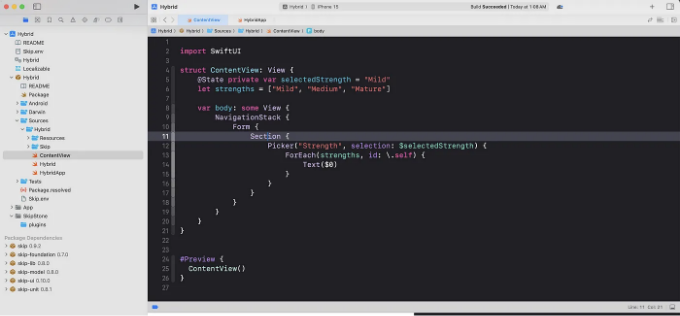 Hybrid
Hybrid
iPhone 15
Build Succeeded | Today at 1:08 AM
ContentView
HybridApp
Hybrid
Hybrid
Sources
Hybrid
ContentView
body
Hybrid
README
Skip.env
Hybrid
Localizable
Hybrid
README
Package
Android
Darwin
Sources
Hybrid
Resources
Skip
ContentView
Hybrid
HybridApp
Tests
Package.resolved
Skip.env
App
SkipStone
plugins
Package Dependencies
skip 0.9.2
skip-foundation 0.7.0
skip-lib 0.8.0
skip-model 0.8.0
skip-ui 0.10.0
skip-unit 0.8.1
1
2 import SwiftUI
3
4 struct ContentView: View {
5 @State private var selectedStrength = "Mild"
6 let strengths = ["Mild", "Medium", "Mature"]
7
8 var body: some View {
9 NavigationStack {
10 Form {
11 Section {
12 Picker("Strength", selection: $selectedStrength) {
13 ForEach(strengths, id: \.self) {
14 Text($0)
15 }
16 }
17 }
18 }
19 }
20 }
21 }
22
23
24 #Preview {
25 ContentView()
26 }
27